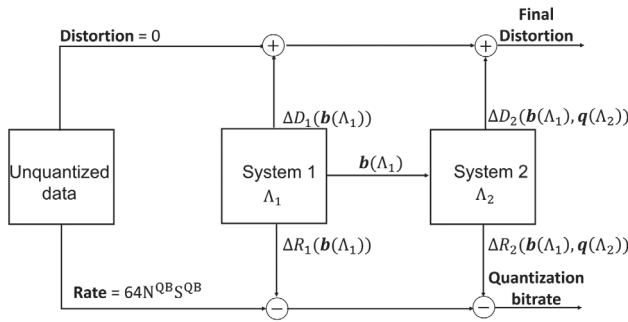 Final
Distortion
Distortion = 0
+
+
ΔD₁(b(Λ₁))
ΔD₂(b(Λ₁), q(Λ₂))
Unquantized
data
System 1
Λ₁
b(Λ₁)
System 2
Λ₂
ΔR₁(b(Λ₁))
ΔR₂(b(Λ₁), q(Λ₂))
Rate = 64N^QB S^QB
−
−
Quantization
bitrate